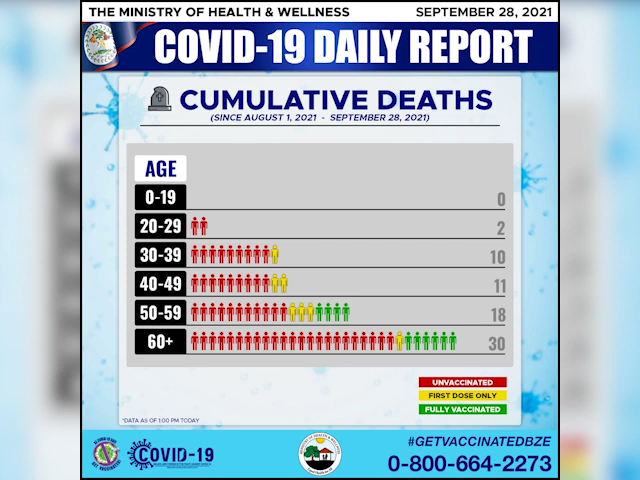 THE MINISTRY OF HEALTH & WELLNESS
SEPTEMBER 28, 2021
COVID-19 DAILY REPORT
CUMULATIVE DEATHS
(SINCE AUGUST 1, 2021 - SEPTEMBER 28, 2021)
AGE
0-19 0
20-29 2
30-39 10
40-49 11
50-59 18
60+ 30
UNVACCINATED
FIRST DOSE ONLY
FULLY VACCINATED
*DATA AS OF 1:00 PM TODAY
GET VACCINATED!
COVID-19
#GETVACCINATEDBZE
0-800-664-2273